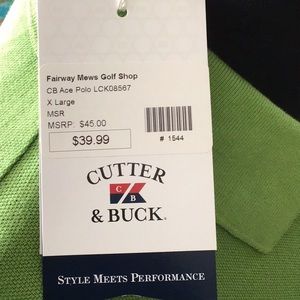 Fairway Mews Golf Shop
CB Ace Polo LCK08567
X Large
MSR
MSRP: $45.00
$39.99
# 1544
CUTTER
C B
& BUCK®
STYLE MEETS PERFORMANCE